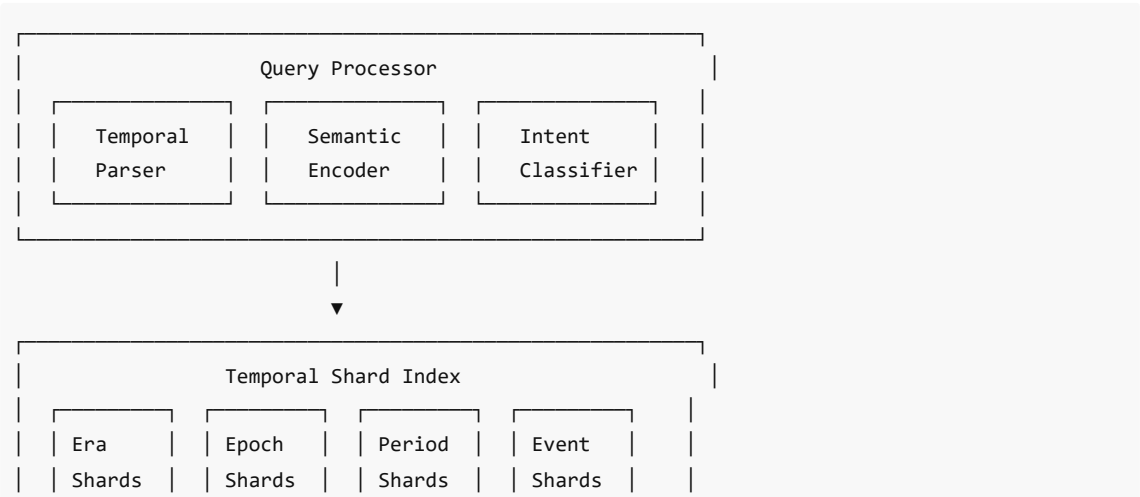 Query Processor
Temporal Semantic Intent
Parser Encoder Classifier
Temporal Shard Index
Era Epoch Period Event
Shards Shards Shards Shards